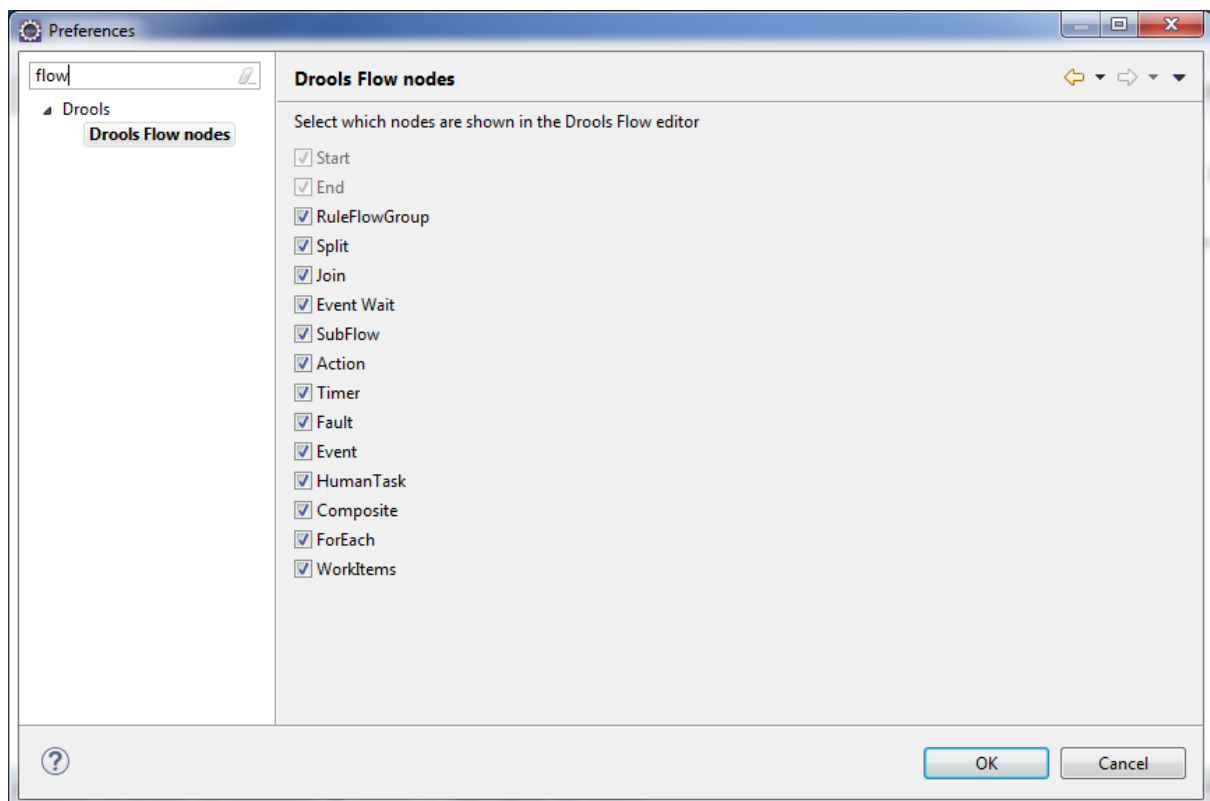 Preferences
flow
Drools
Drools Flow nodes
Drools Flow nodes
Select which nodes are shown in the Drools Flow editor
Start
End
RuleFlowGroup
Split
Join
Event Wait
SubFlow
Action
Timer
Fault
Event
HumanTask
Composite
ForEach
WorkItems
?
OK
Cancel